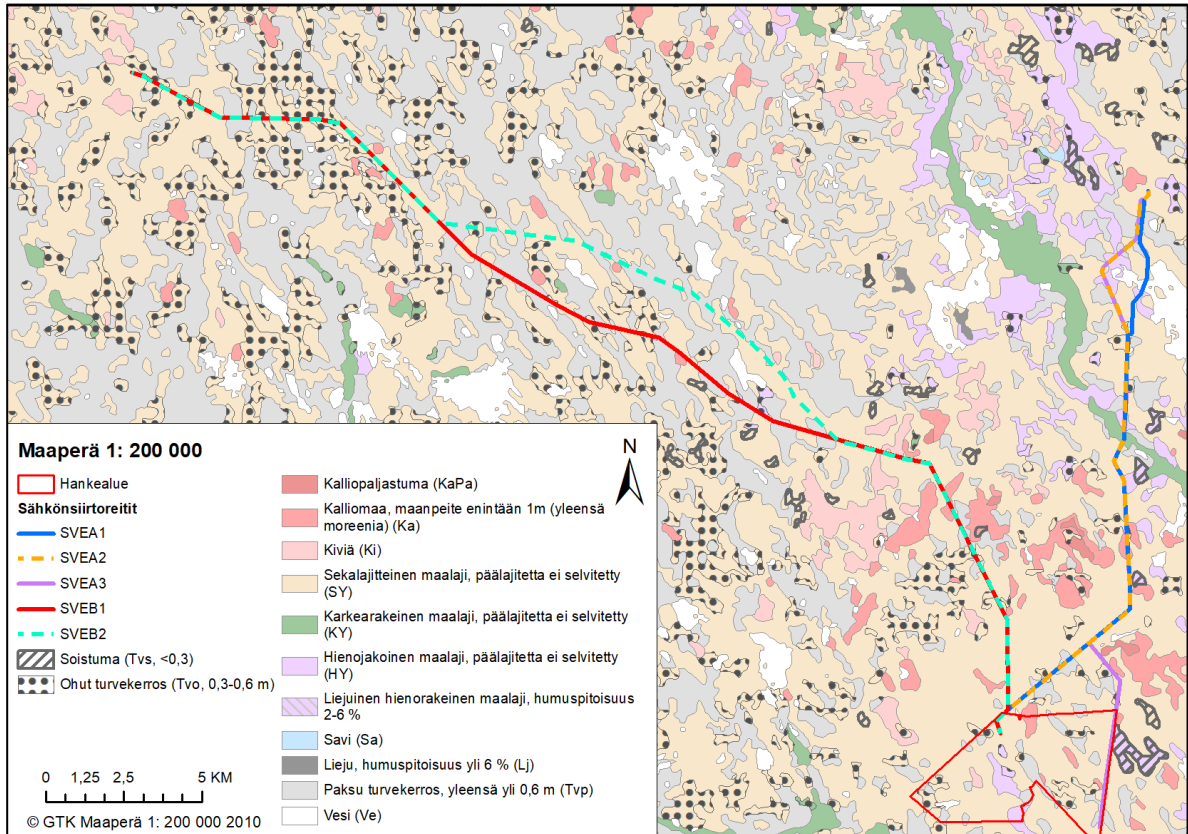 Maaperä 1: 200 000
Hankealue
Sähkönsiirtoreitit
SVEA1
SVEA2
SVEA3
SVEB1
SVEB2
Soistuma (Tvs, <0,3)
Ohut turvekerros (Tvo, 0,3-0,6 m)
0 1,25 2,5 5 KM
© GTK Maaperä 1: 200 000 2010
N
Kalliopaljastuma (KaPa)
Kalliomaa, maanpeite enintään 1m (yleensä
moreenia) (Ka)
Kiviä (Ki)
Sekalajitteinen maalaji, päälajitetta ei selvitetty
(SY)
Karkearakeinen maalaji, päälajitetta ei selvitetty
(KY)
Hienojakoinen maalaji, päälajitetta ei selvitetty
(HY)
Liejuinen hienorakeinen maalaji, humuspitoisuus
2-6 %
Savi (Sa)
Lieju, humuspitoisuus yli 6 % (Lj)
Paksu turvekerros, yleensä yli 0,6 m (Tvp)
Vesi (Ve)